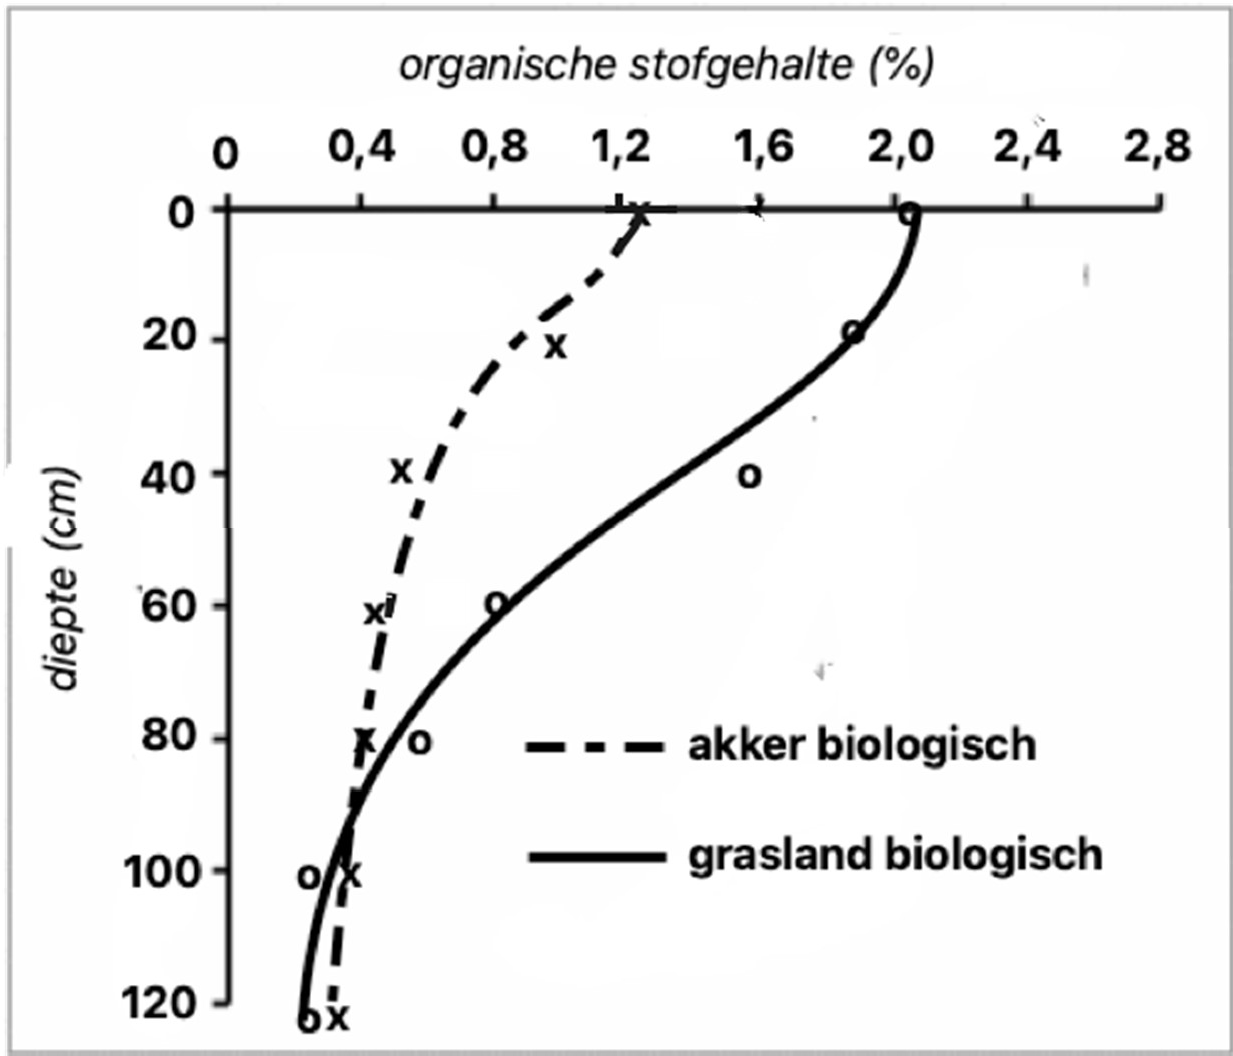 organische stofgehalte (%)
0 0,4 0,8 1,2 1,6 2,0 2,4 2,8
0
20
40
60
80
100
120
diepte (cm)
akker biologisch
grasland biologisch